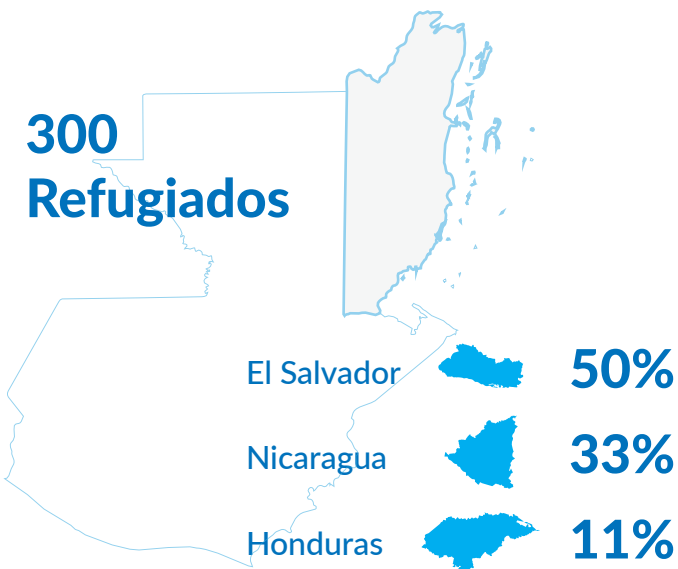 300
Refugiados
El Salvador 50%
Nicaragua 33%
Honduras 11%